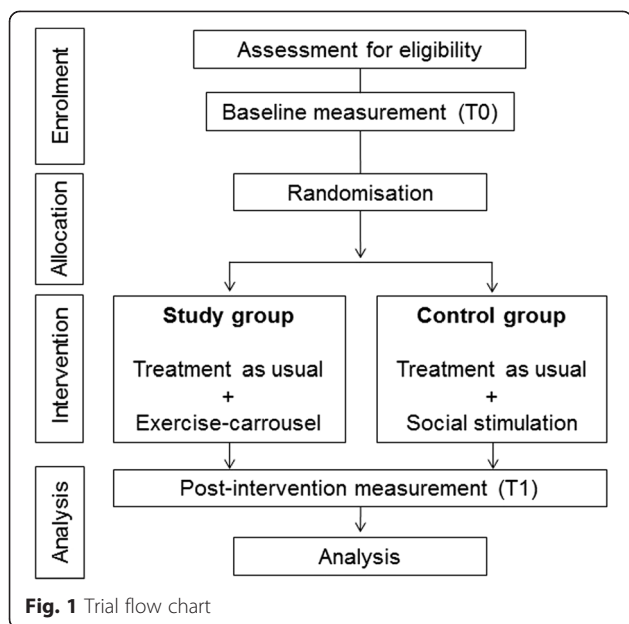 Enrolment
Assessment for eligibility
Baseline measurement (T0)
Allocation
Randomisation
Intervention
Study group
Treatment as usual
+
Exercise-carrousel
Control group
Treatment as usual
+
Social stimulation
Analysis
Post-intervention measurement (T1)
Analysis
Fig. 1 Trial flow chart